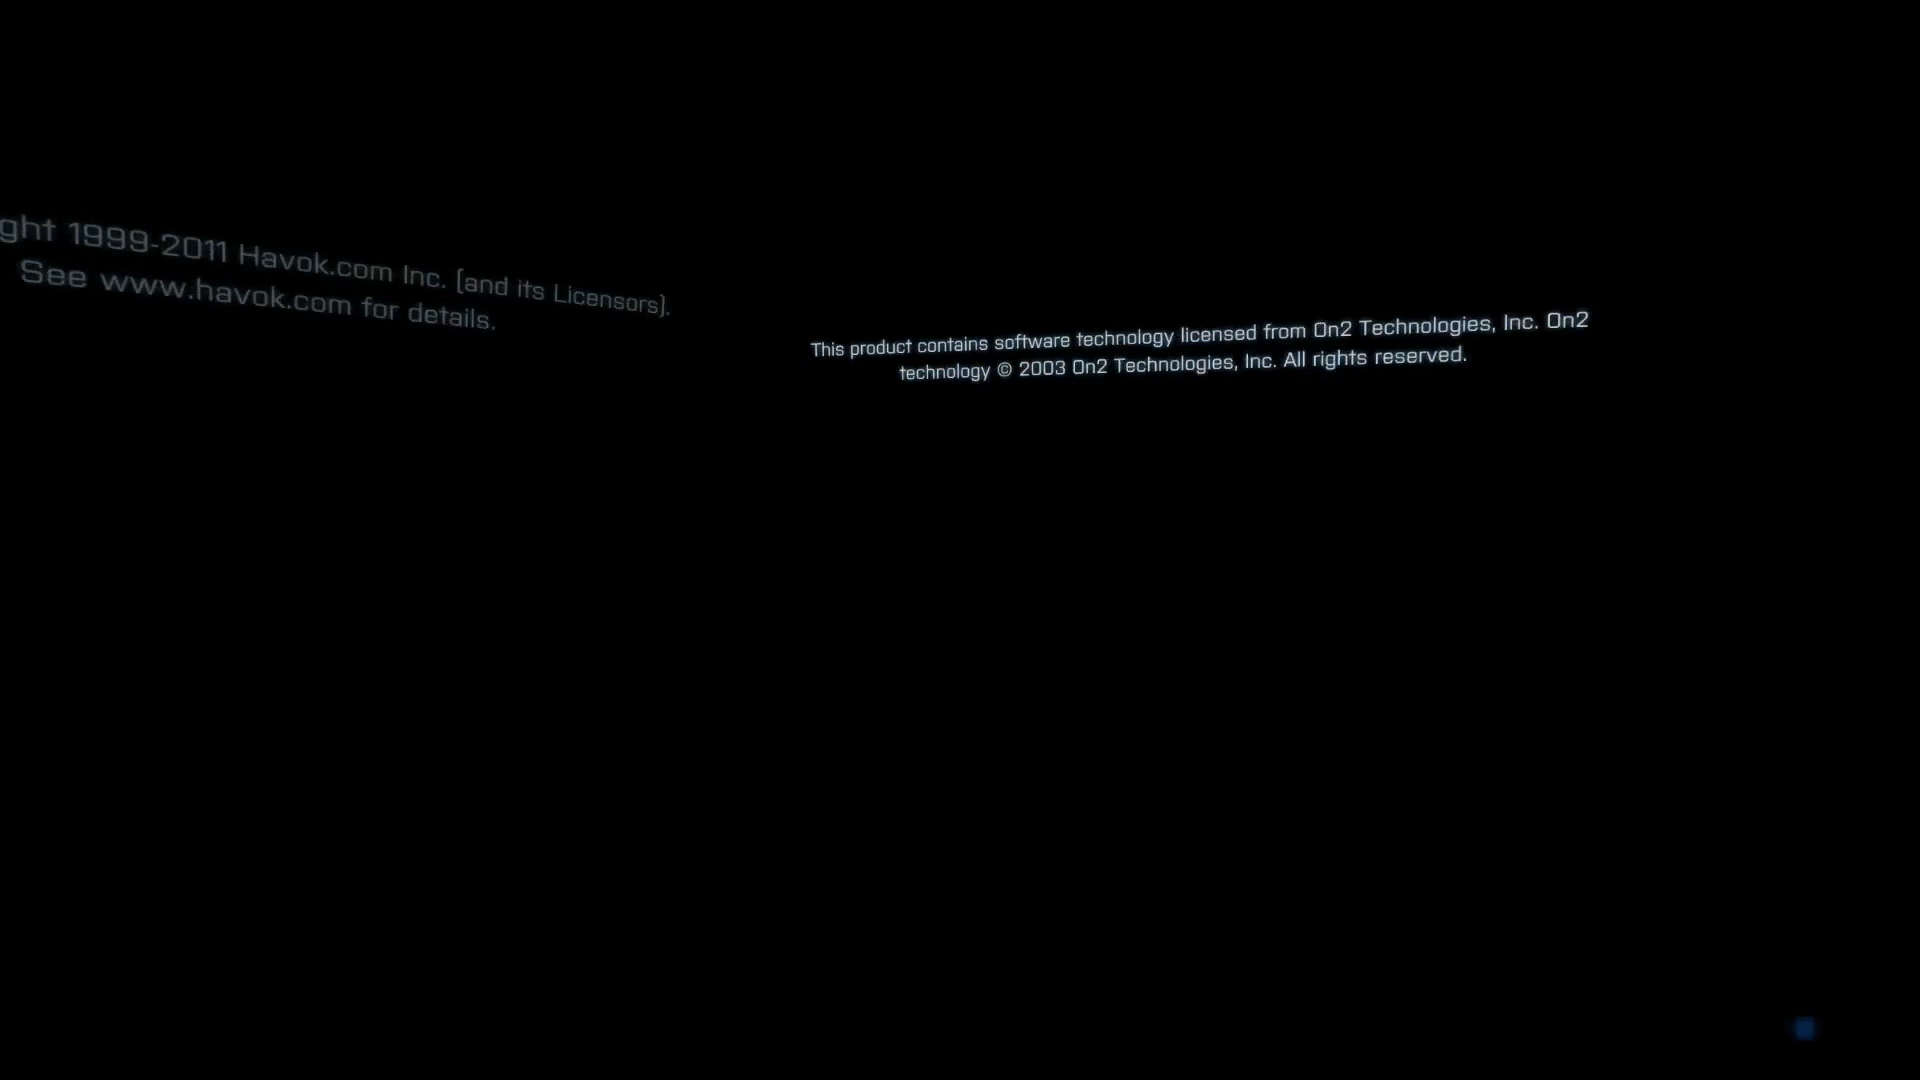 ght 1999-2011 Havok.com Inc. (and its Licensors).
See www.havok.com for details.
This product contains software technology licensed from On2 Technologies, Inc. On2
technology © 2003 On2 Technologies, Inc. All rights reserved.